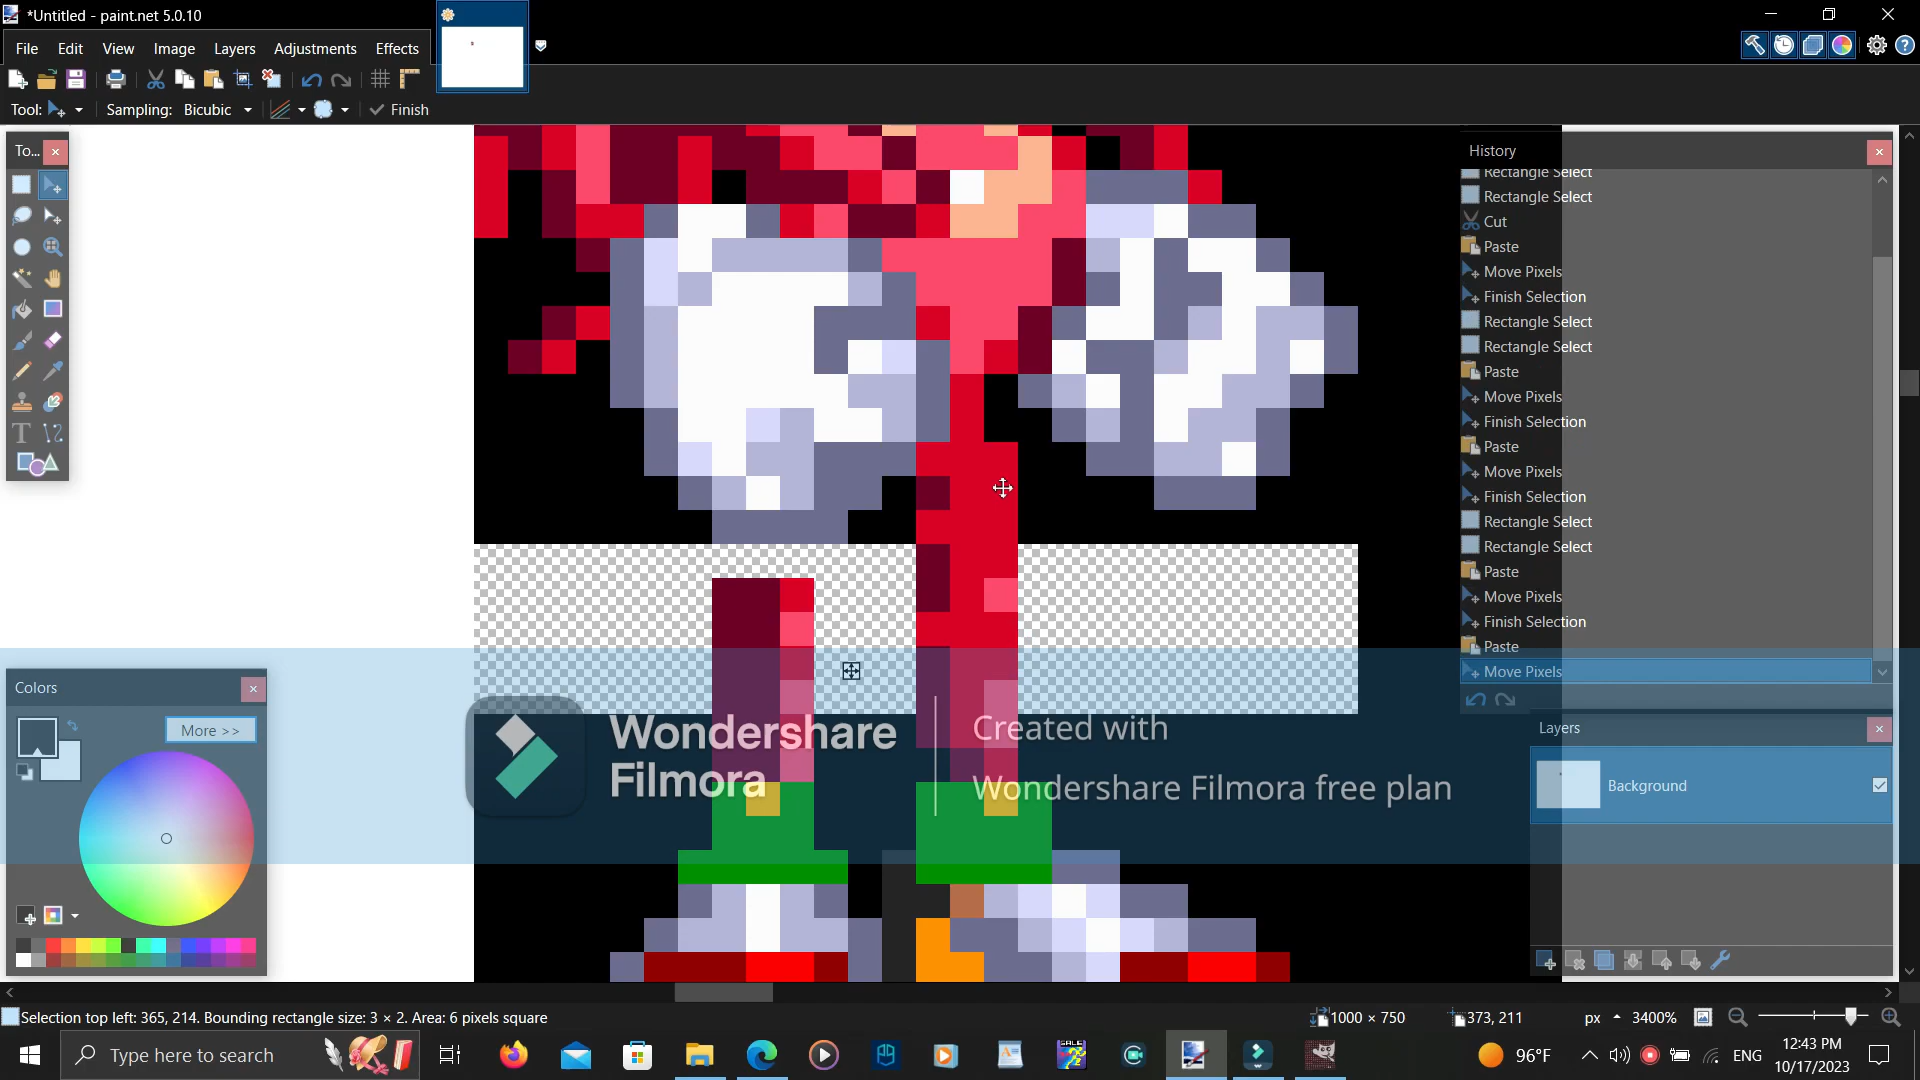 *Untitled - paint.net 5.0.10
File Edit View Image Layers Adjustments Effects
Tool: Sampling: Bicubic Finish
To...
History
Rectangle Select
Rectangle Select
Cut
Paste
Move Pixels
Finish Selection
Rectangle Select
Rectangle Select
Paste
Move Pixels
Finish Selection
Paste
Move Pixels
Finish Selection
Rectangle Select
Rectangle Select
Paste
Move Pixels
Finish Selection
Paste
Move Pixels
Colors
More >>
Wondershare
Filmora
Created with
Wondershare Filmora free plan
Layers
Background
Selection top left: 365, 214. Bounding rectangle size: 3 × 2. Area: 6 pixels square
1000 × 750 373, 211 px 3400%
Type here to search
SALE
96°F ENG
12:43 PM
10/17/2023